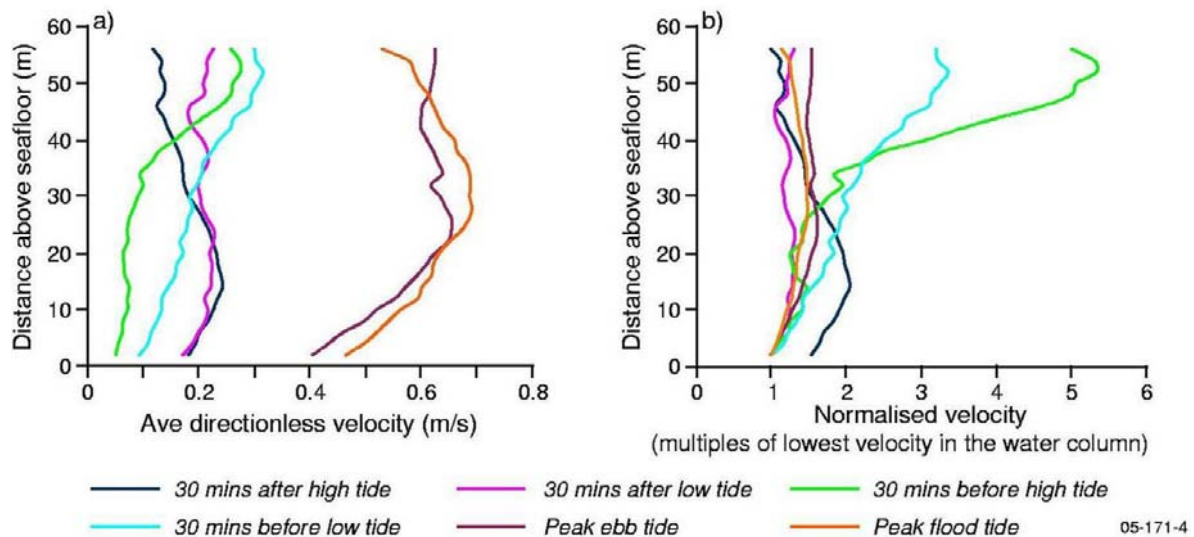 a)
60
50
40
30
20
10
0
Distance above seafloor (m)
0 0.2 0.4 0.6 0.8
Ave directionless velocity (m/s)
b)
60
50
40
30
20
10
0
Distance above seafloor (m)
0 1 2 3 4 5 6
Normalised velocity
(multiples of lowest velocity in the water column)
30 mins after high tide 30 mins after low tide 30 mins before high tide
30 mins before low tide Peak ebb tide Peak flood tide
05-171-4